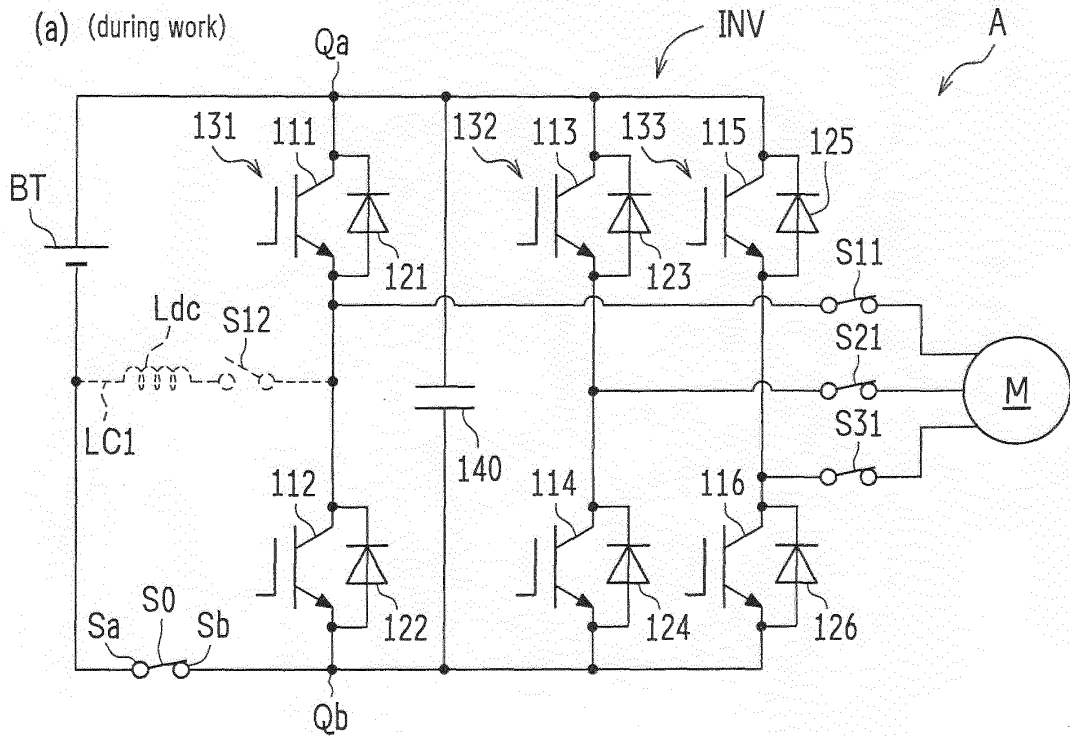 (a) (during work)
INV
A
Qa
131
111
132
113
133
115
125
BT
121
123
S11
Ldc
S12
S21
M
LC1
S31
140
112
114
116
S0
Sa
Sb
122
124
126
Qb